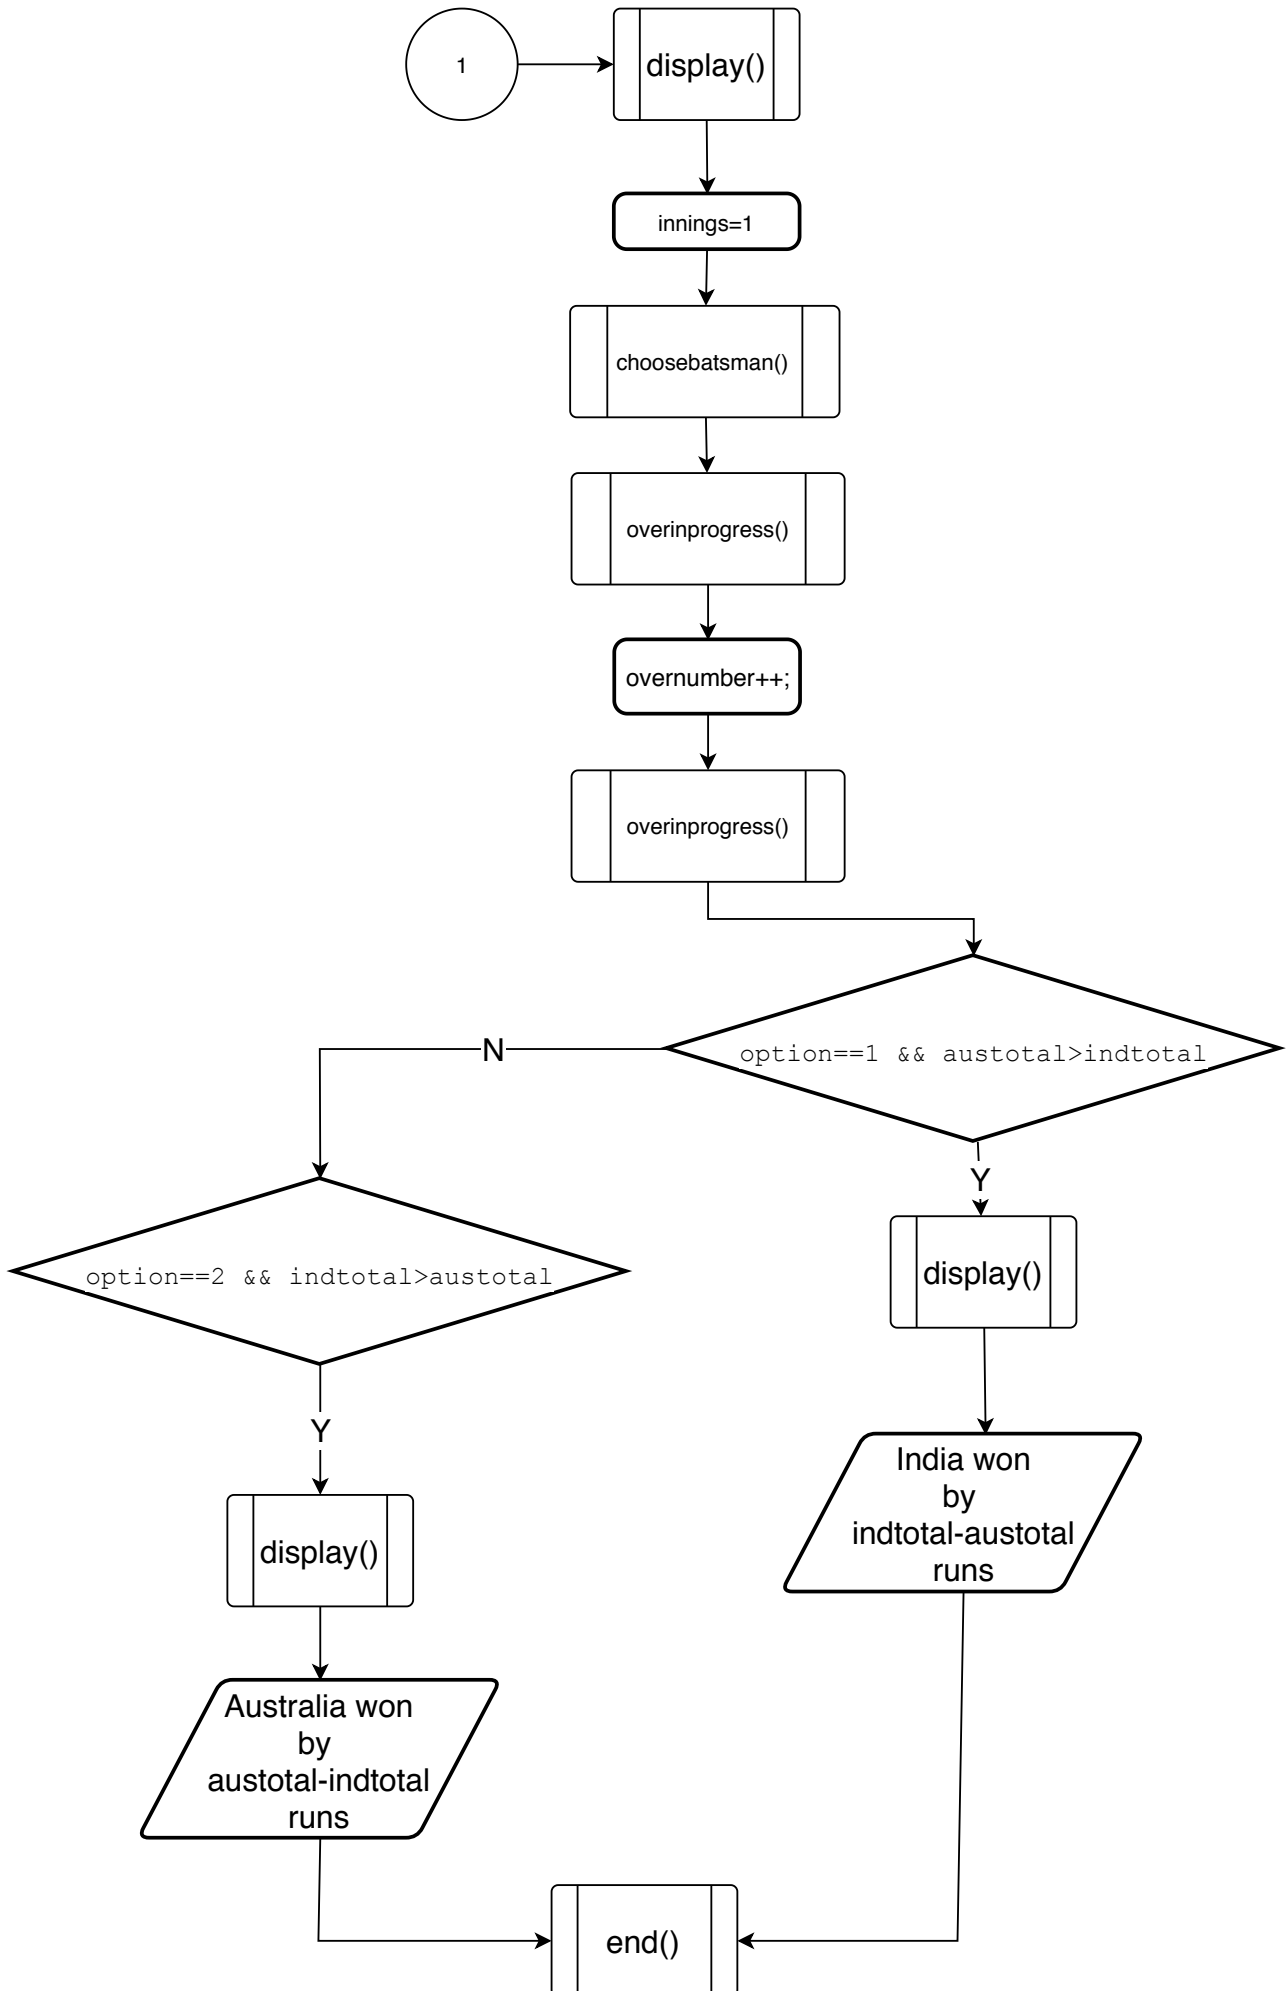 1
display()
innings=1
choosebatsman()
overinprogress()
overnumber++;
overinprogress()
option==1 && austotal>indtotal
N
Y
option==2 && indtotal>austotal
display()
Y
India won
by
indtotal-austotal
runs
display()
Australia won
by
austotal-indtotal
runs
end()